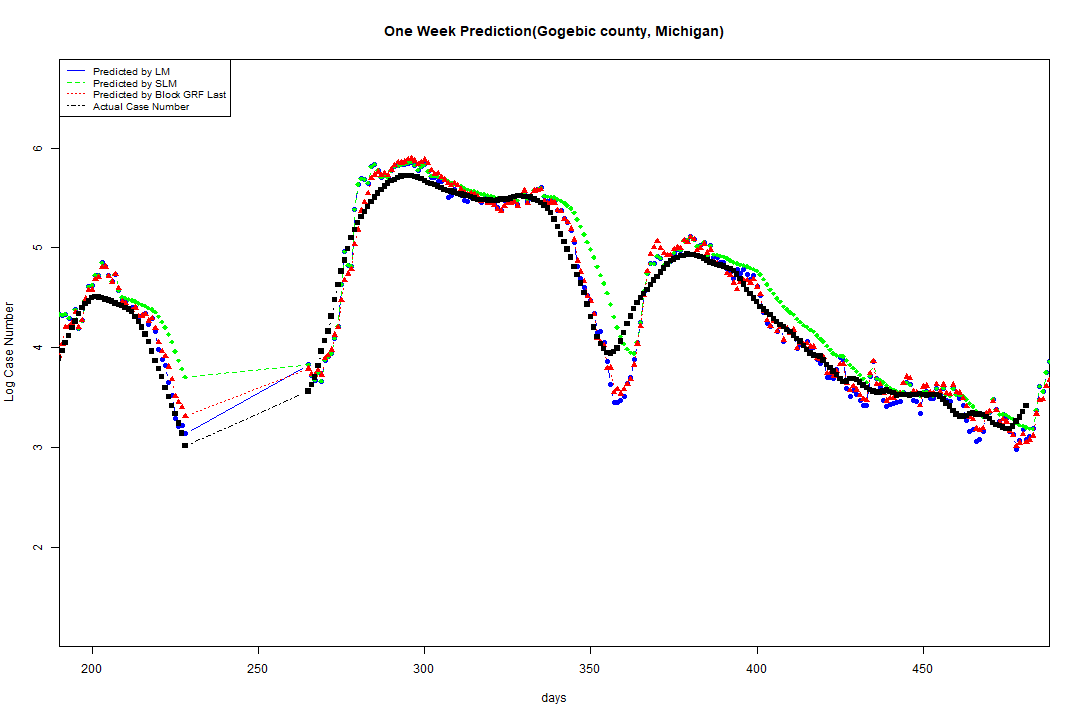 One Week Prediction(Gogebic county, Michigan)
Predicted by LM
Predicted by SLM
Predicted by Block GRF Last
Actual Case Number
6
5
4
3
2
Log Case Number
200 250 300 350 400 450
days